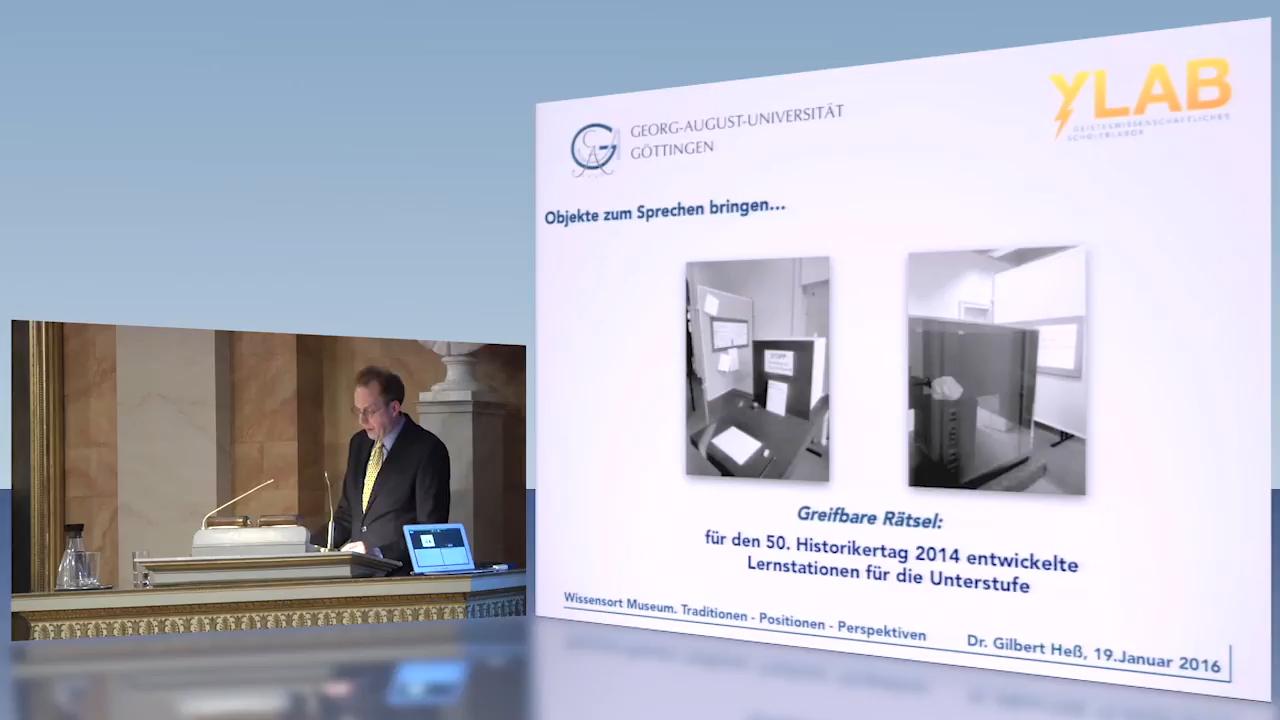 GEORG-AUGUST-UNIVERSITÄT
GÖTTINGEN
YLAB
GEISTESWISSENSCHAFTLICHES
SCHÜLERLABOR
Objekte zum Sprechen bringen...
STOPP
Greifbare Rätsel:
für den 50. Historikertag 2014 entwickelte
Lernstationen für die Unterstufe
Wissensort Museum. Traditionen - Positionen - Perspektiven
Dr. Gilbert Heß, 19.Januar 2016